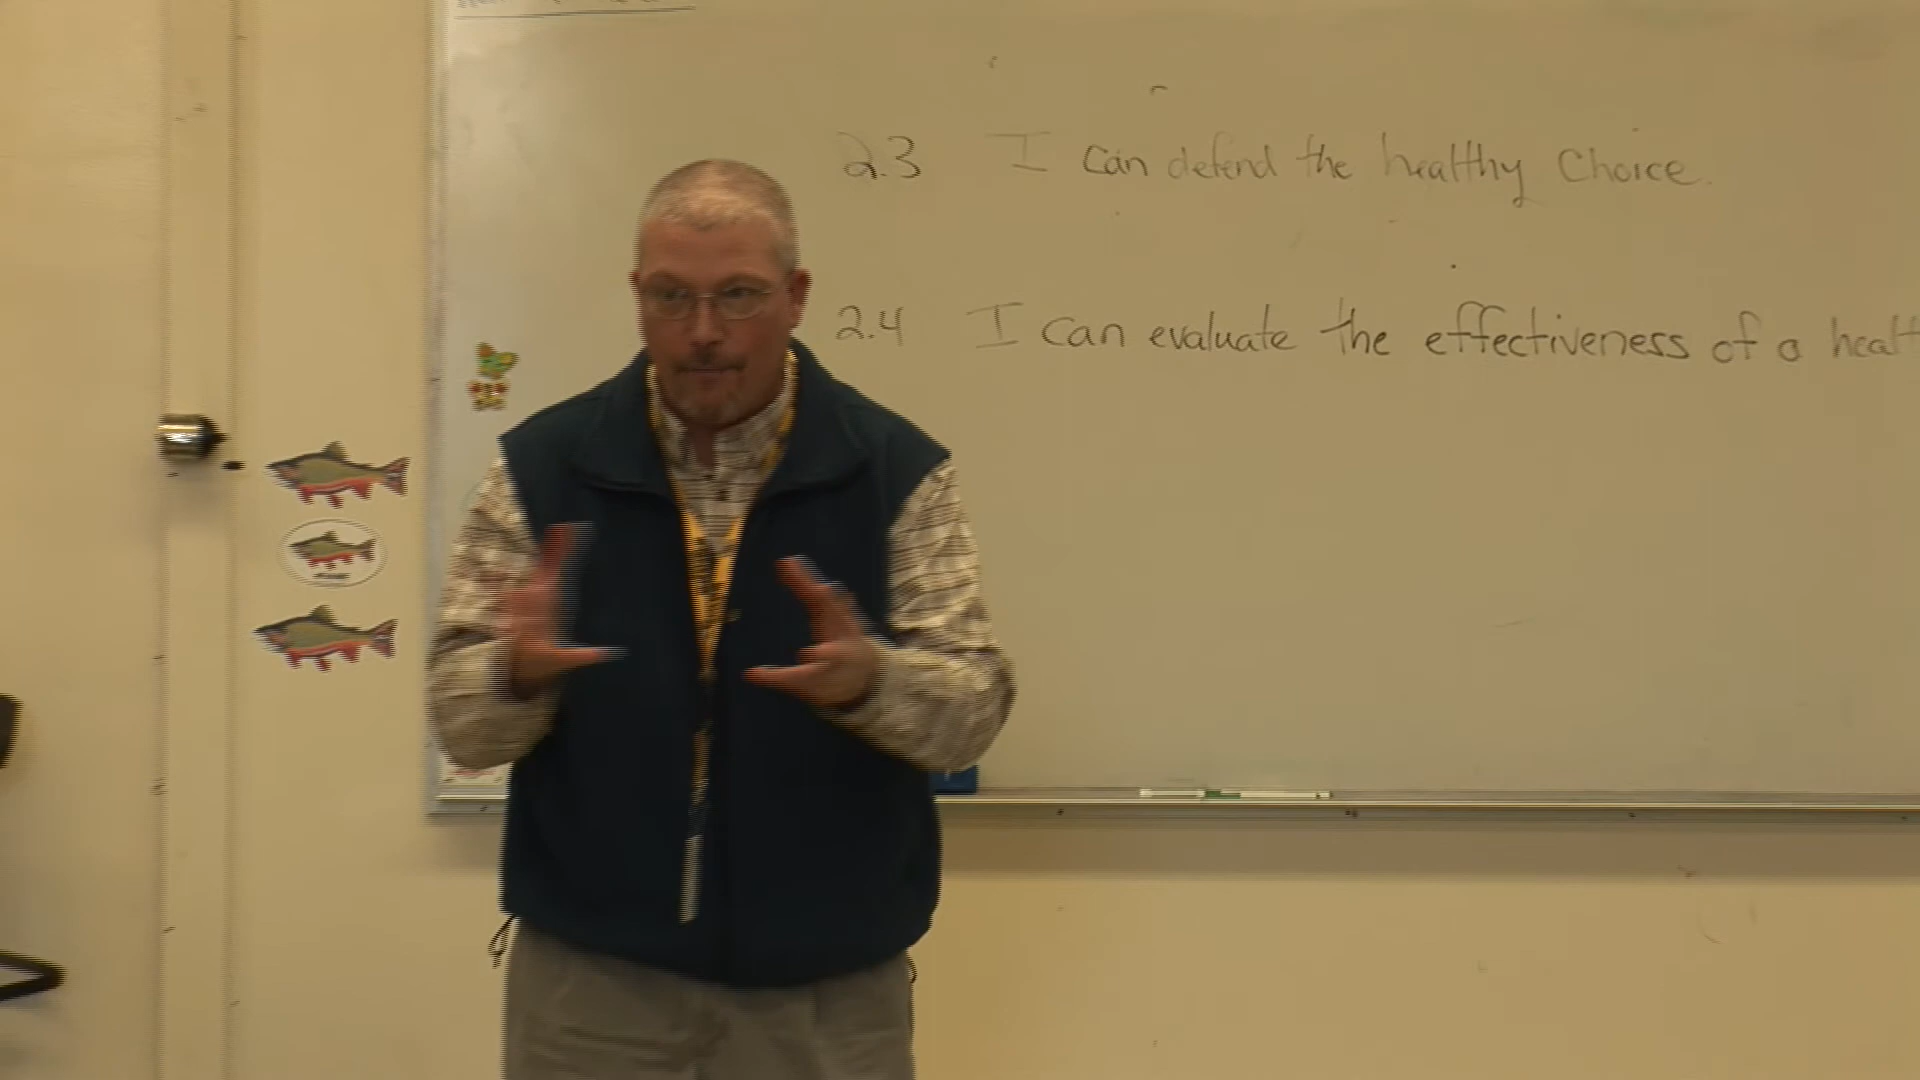 2.3 I can defend the healthy choice.
2.4 I can evaluate the effectiveness of a healt